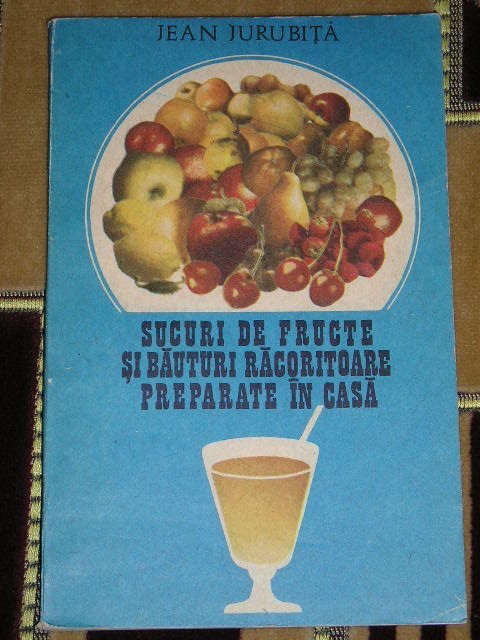 JEAN JURUBIȚĂ
SUCURI DE FRUCTE
ȘI BĂUTURI RĂCORITOARE
PREPARATE ÎN CASĂ